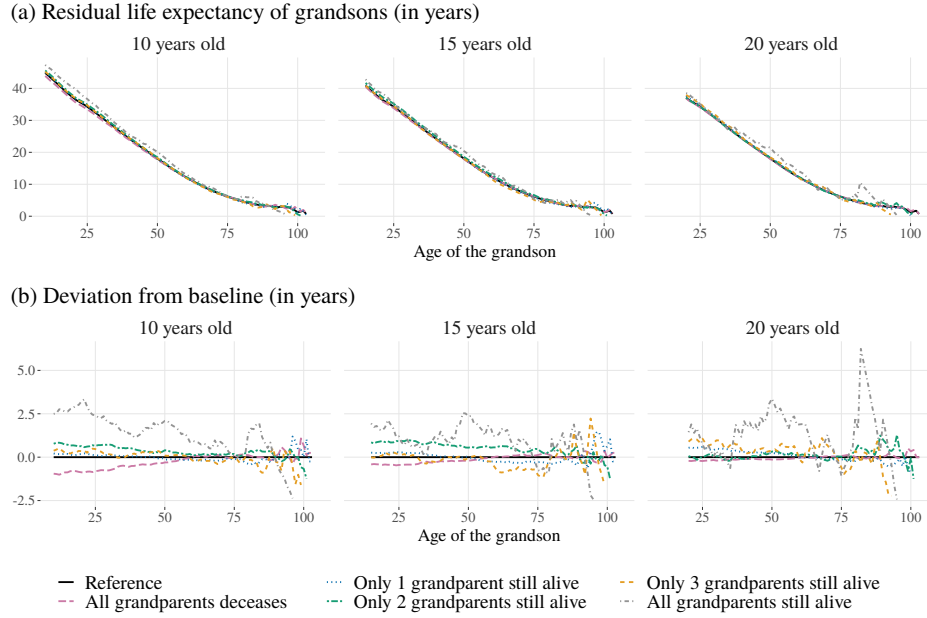 (a) Residual life expectancy of grandsons (in years)
10 years old 15 years old 20 years old
40
30
20
10
0
25 50 75 100 25 50 75 100 25 50 75 100
Age of the grandson
(b) Deviation from baseline (in years)
10 years old 15 years old 20 years old
5.0
2.5
0.0
-2.5
25 50 75 100 25 50 75 100 25 50 75 100
Age of the grandson
Reference Only 1 grandparent still alive Only 3 grandparents still alive
All grandparents deceases Only 2 grandparents still alive All grandparents still alive